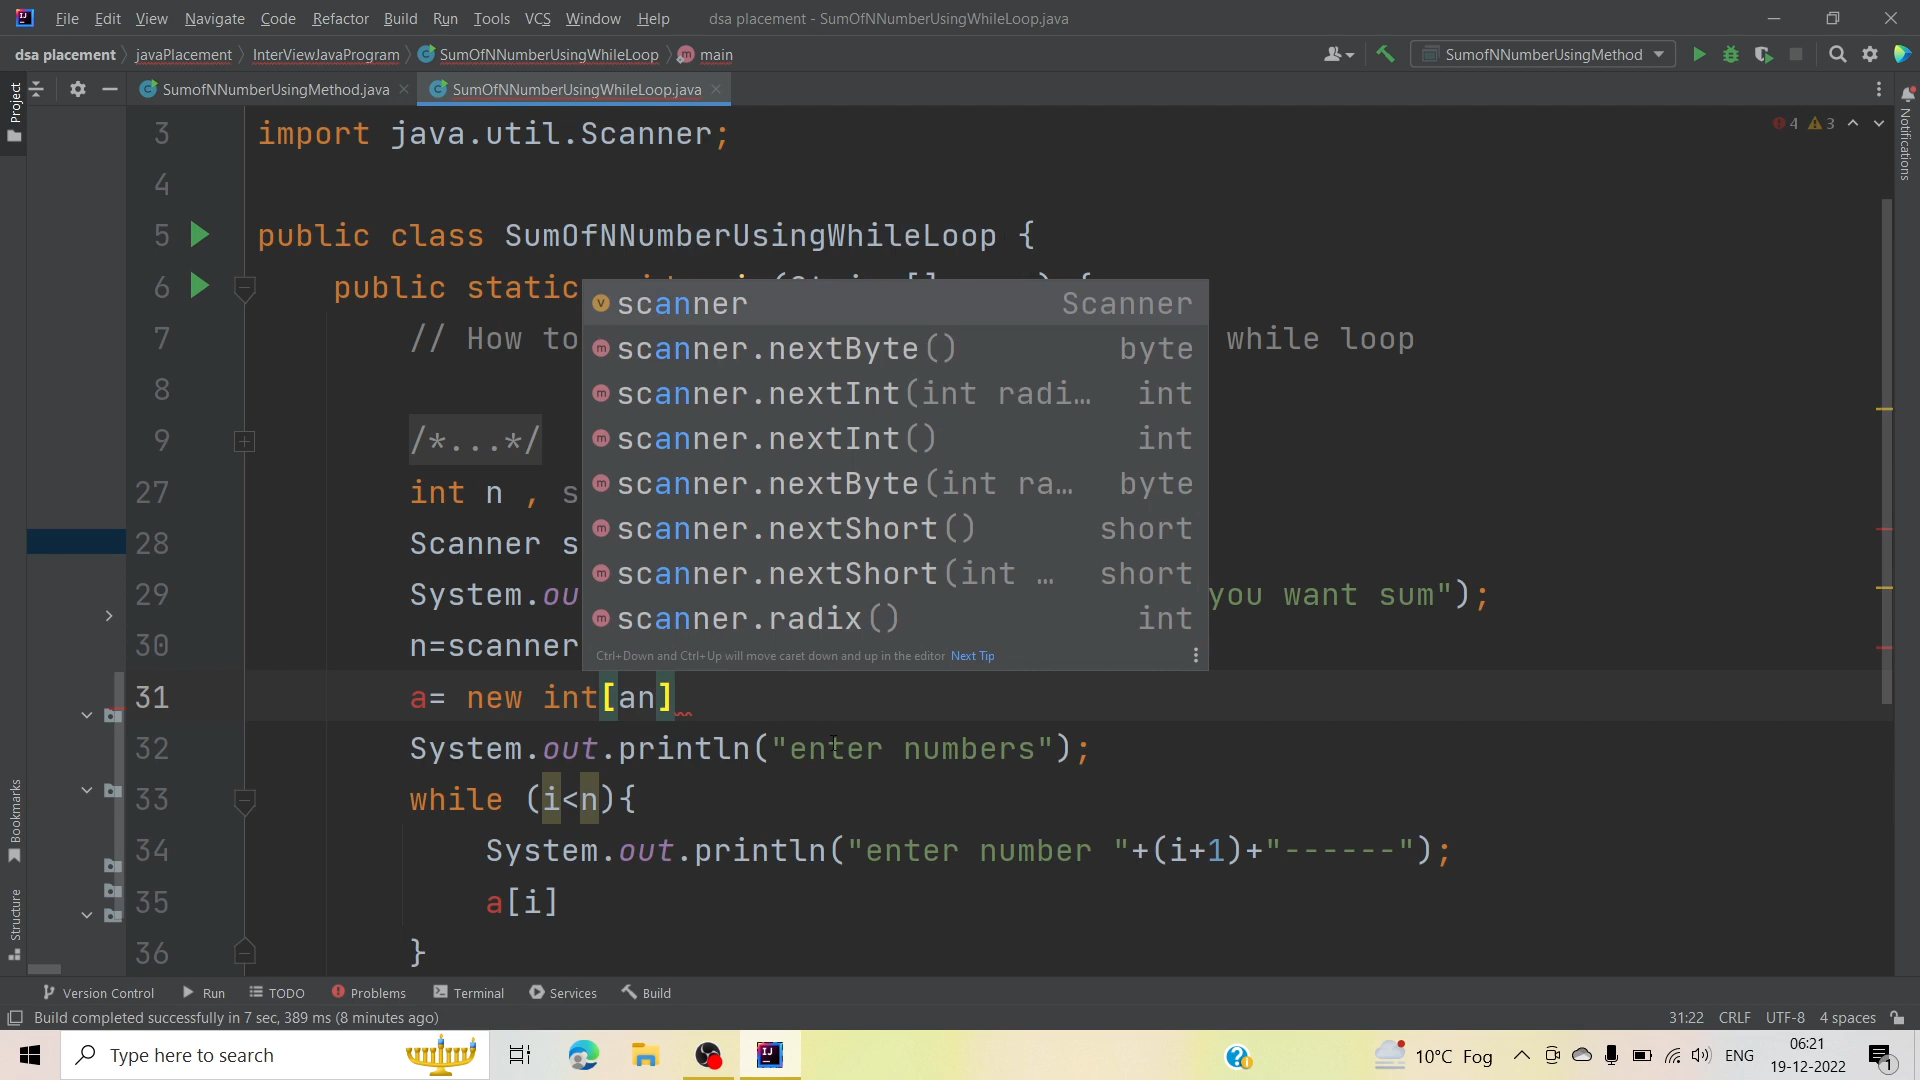 File Edit View Navigate Code Refactor Build Run Tools VCS Window Help dsa placement - SumOfNNumberUsingWhileLoop.java
dsa placement javaPlacement InterViewJavaProgram SumOfNNumberUsingWhileLoop main SumofNNumberUsingMethod
Project
SumofNNumberUsingMethod.java SumOfNNumberUsingWhileLoop.java
Notifications
4 3
3 import java.util.Scanner;
4
5 public class SumOfNNumberUsingWhileLoop {
6 public static
7 // How to while loop
8
9 /*...*/
27 int n , s
28 Scanner s
29 System.ou you want sum");
30 n=scanner
scanner Scanner
scanner.nextByte() byte
scanner.nextInt(int radi... int
scanner.nextInt() int
scanner.nextByte(int ra... byte
scanner.nextShort() short
scanner.nextShort(int ... short
scanner.radix() int
Ctrl+Down and Ctrl+Up will move caret down and up in the editor Next Tip
31 a= new int[an]
32 System.out.println("enter numbers");
33 while (i<n){
34 System.out.println("enter number "+(i+1)+"------");
35 a[i]
36 }
Bookmarks
Structure
Version Control Run TODO Problems Terminal Services Build
Build completed successfully in 7 sec, 389 ms (8 minutes ago) 31:22 CRLF UTF-8 4 spaces
Type here to search 10°C Fog ENG 06:21
19-12-2022 1